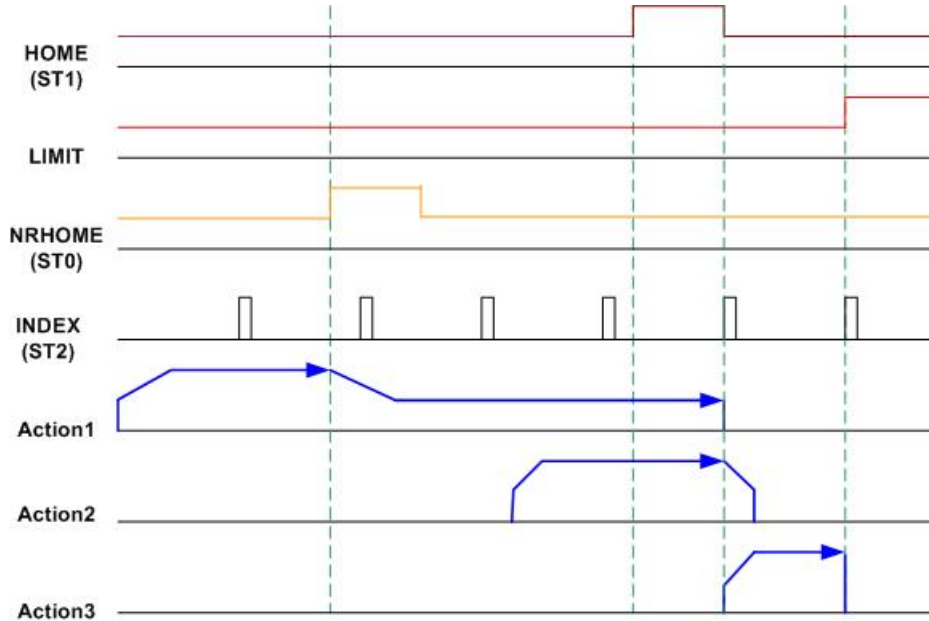 HOME
(ST1)
LIMIT
NRHOME
(ST0)
INDEX
(ST2)
Action1
Action2
Action3